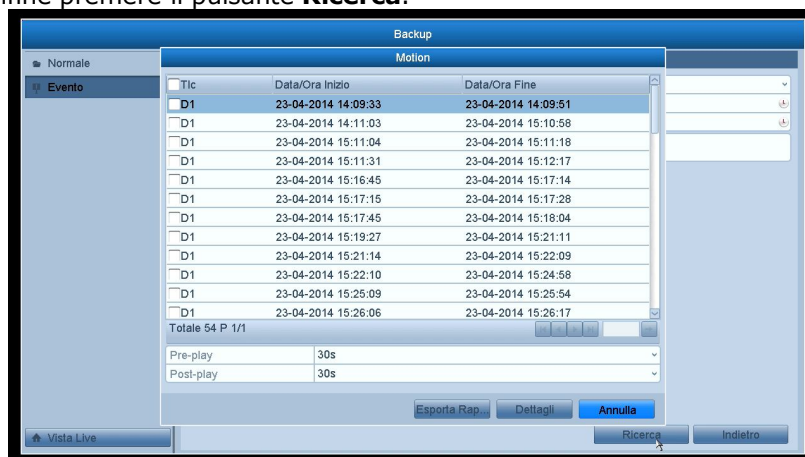 infine premere il pulsante Ricerca.
Backup
Normale
Evento
Motion
Tlc Data/Ora Inizio Data/Ora Fine
D1 23-04-2014 14:09:33 23-04-2014 14:09:51
D1 23-04-2014 14:11:03 23-04-2014 15:10:58
D1 23-04-2014 15:11:04 23-04-2014 15:11:18
D1 23-04-2014 15:11:31 23-04-2014 15:12:17
D1 23-04-2014 15:16:45 23-04-2014 15:17:14
D1 23-04-2014 15:17:15 23-04-2014 15:17:28
D1 23-04-2014 15:17:45 23-04-2014 15:18:04
D1 23-04-2014 15:19:27 23-04-2014 15:21:11
D1 23-04-2014 15:21:14 23-04-2014 15:22:09
D1 23-04-2014 15:22:10 23-04-2014 15:24:58
D1 23-04-2014 15:25:09 23-04-2014 15:25:54
D1 23-04-2014 15:26:06 23-04-2014 15:26:17
Totale 54 P 1/1
Pre-play 30s
Post-play 30s
Esporta Rap... Dettagli Annulla
Vista Live
Ricerca Indietro